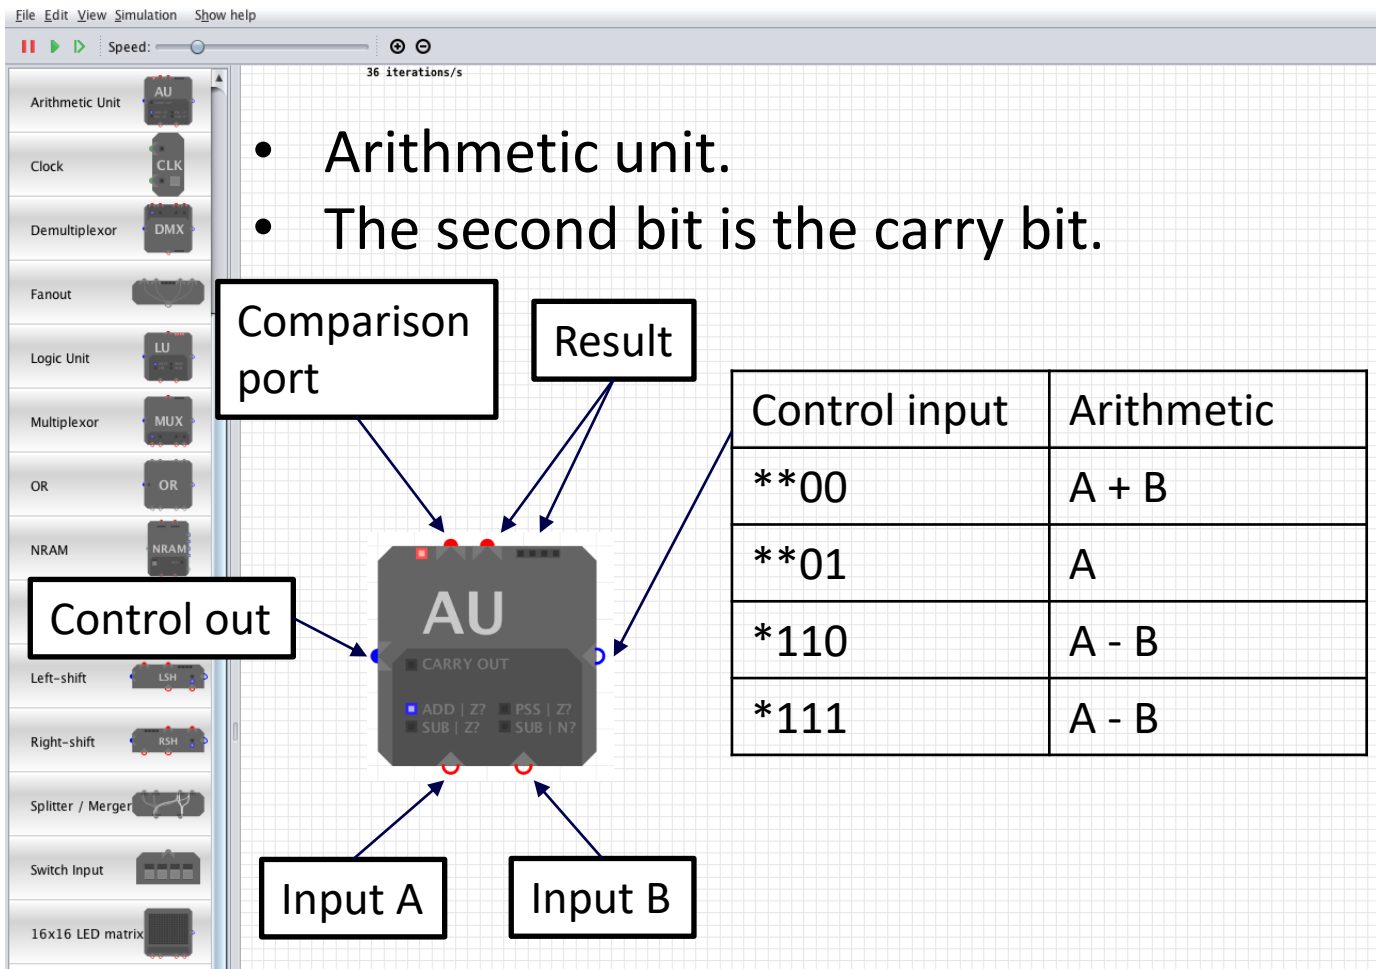 File Edit View Simulation Show help
Speed:
36 iterations/s
Arithmetic Unit
AU
Clock
CLK
Demultiplexor
DMX
Fanout
Logic Unit
LU
Multiplexor
MUX
OR
OR
NRAM
NRAM
Left-shift
LSH
Right-shift
RSH
Splitter / Merger
Switch Input
16x16 LED matrix
• Arithmetic unit.
• The second bit is the carry bit.
Comparison
port
Result
Control out
AU
CARRY OUT
ADD | Z? PSS | Z?
SUB | Z? SUB | N?
Input A
Input B
Control input Arithmetic
**00 A + B
**01 A
*110 A - B
*111 A - B